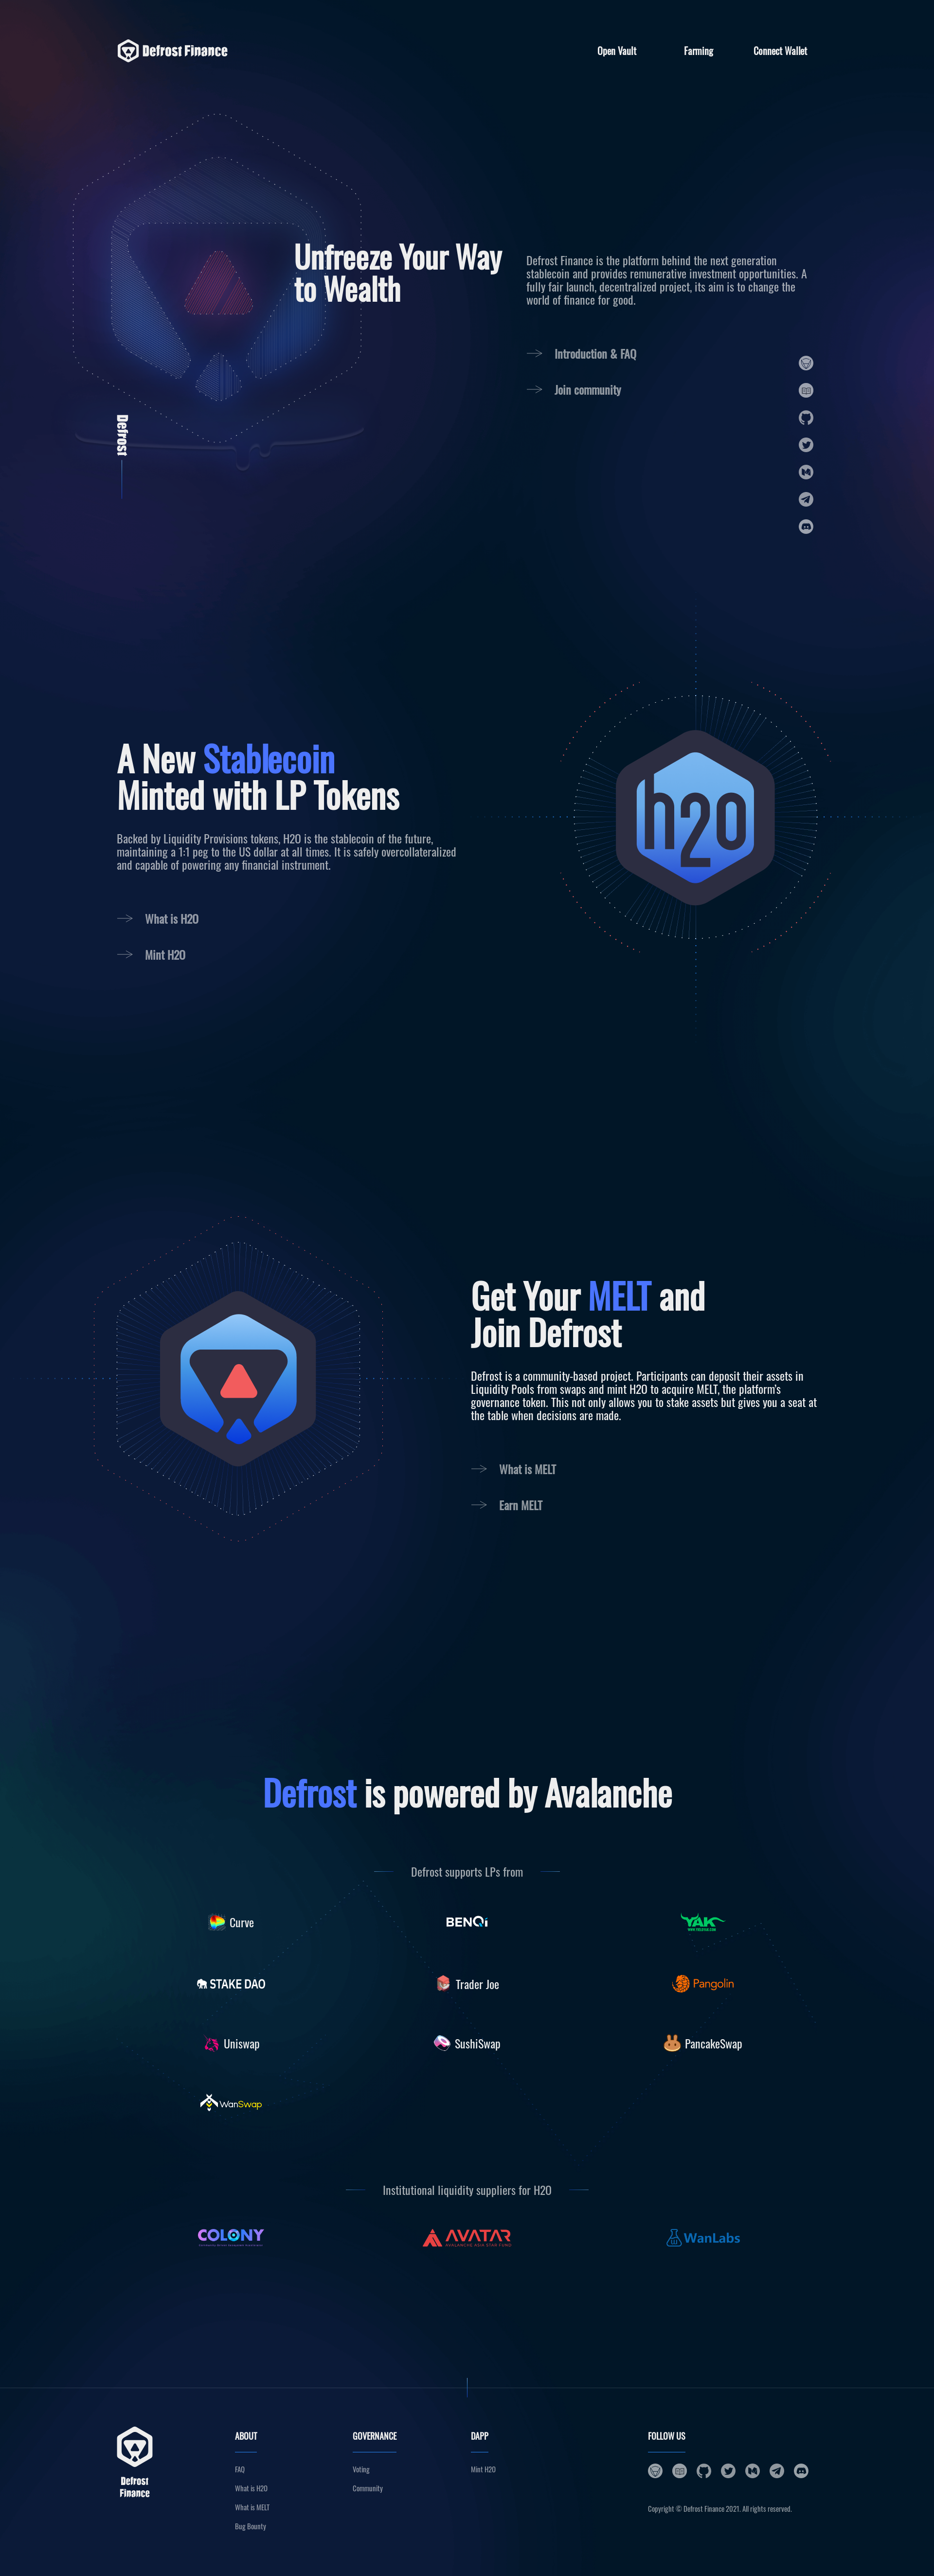 Defrost Finance
Open Vault
Farming
Connect Wallet
Unfreeze Your Way
to Wealth
Defrost Finance is the platform behind the next generation
stablecoin and provides remunerative investment opportunities. A
fully fair launch, decentralized project, its aim is to change the
world of finance for good.
Introduction & FAQ
Join community
Defrost
A New Stablecoin
Minted with LP Tokens
Backed by Liquidity Provisions tokens, H2O is the stablecoin of the future,
maintaining a 1:1 peg to the US dollar at all times. It is safely overcollateralized
and capable of powering any financial instrument.
What is H2O
Mint H2O
h2o
Get Your MELT and
Join Defrost
Defrost is a community-based project. Participants can deposit their assets in
Liquidity Pools from swaps and mint H2O to acquire MELT, the platform's
governance token. This not only allows you to stake assets but gives you a seat at
the table when decisions are made.
What is MELT
Earn MELT
Defrost is powered by Avalanche
Defrost supports LPs from
Curve
BENQi
YAK
STAKE DAO
Trader Joe
Pangolin
Uniswap
SushiSwap
PancakeSwap
WanSwap
Institutional liquidity suppliers for H2O
COLONY
AVATAR
AVALANCHE ASIA STAR FUND
WanLabs
Defrost
Finance
ABOUT
FAQ
What is H2O
What is MELT
Bug Bounty
GOVERNANCE
Voting
Community
DAPP
Mint H2O
FOLLOW US
Copyright © Defrost Finance 2021. All rights reserved.